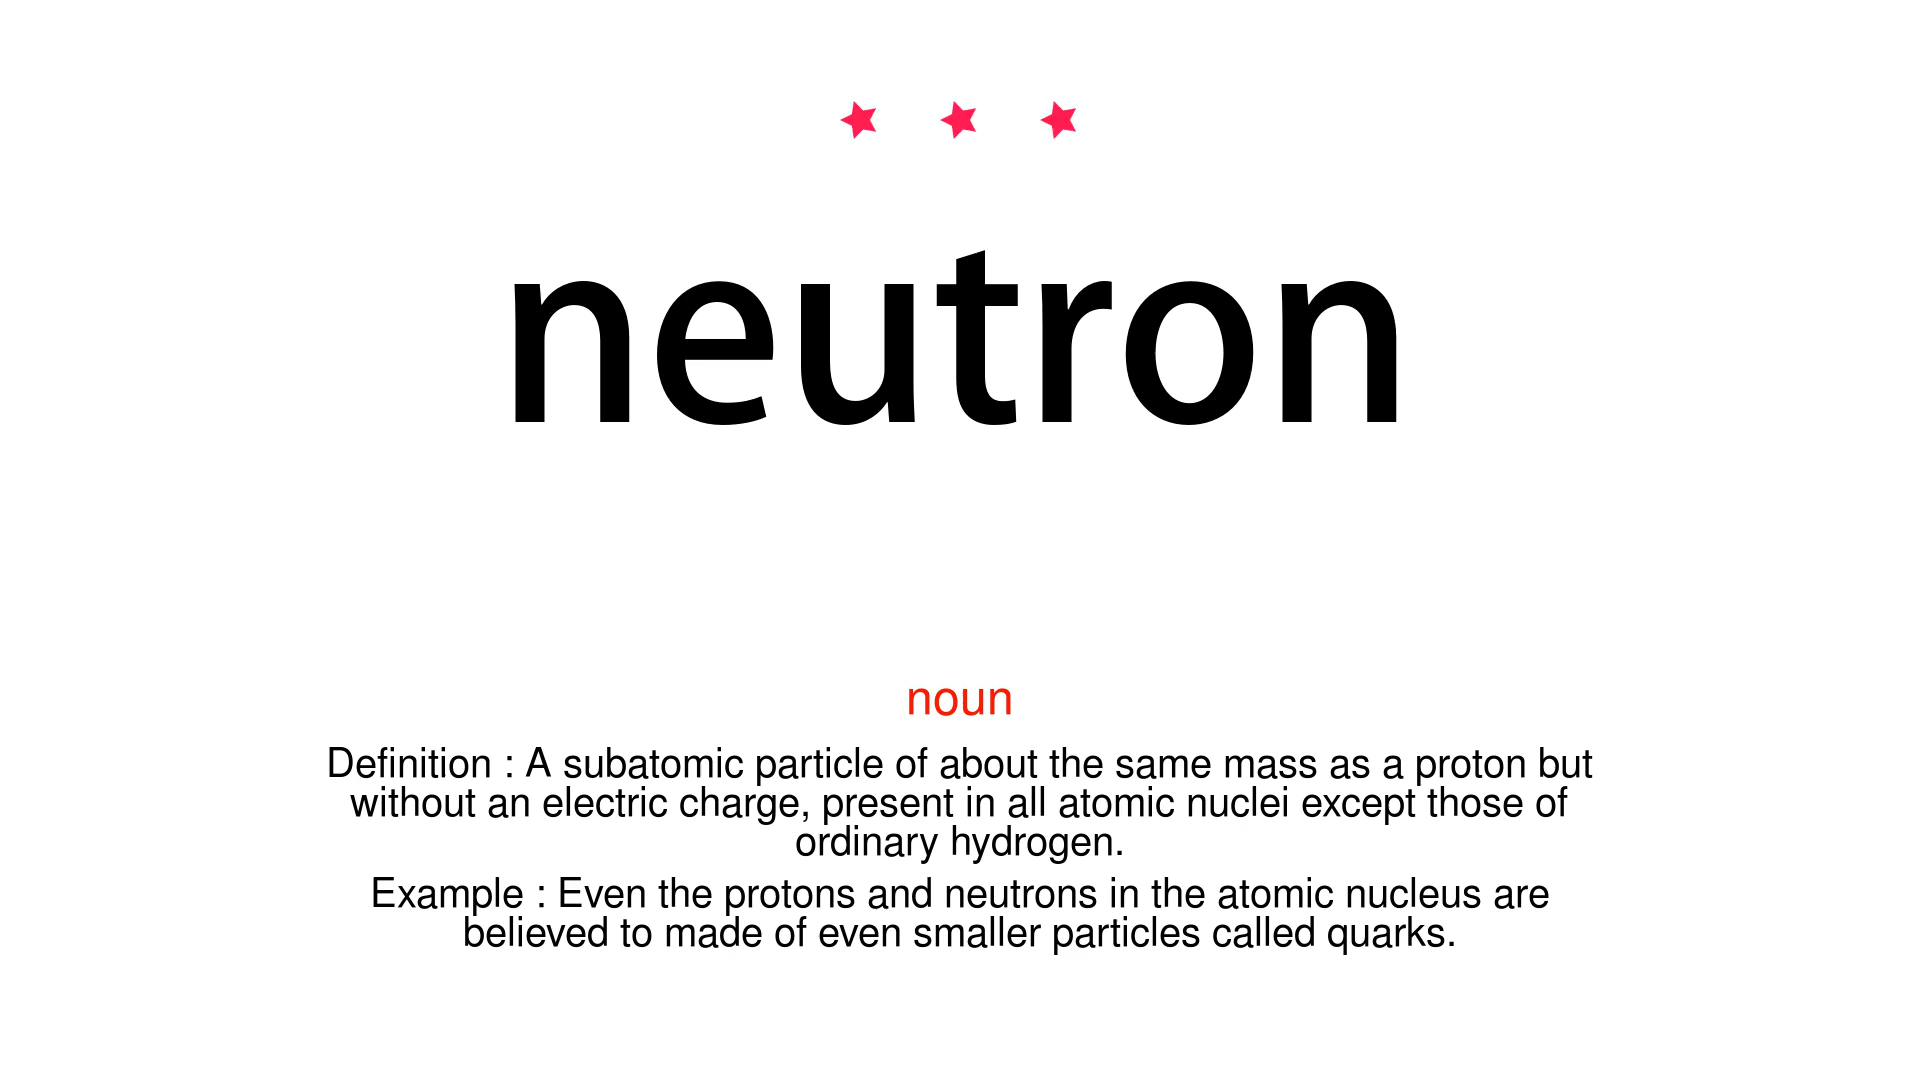 neutron
noun
Definition : A subatomic particle of about the same mass as a proton but
without an electric charge, present in all atomic nuclei except those of
ordinary hydrogen.
Example : Even the protons and neutrons in the atomic nucleus are
believed to made of even smaller particles called quarks.